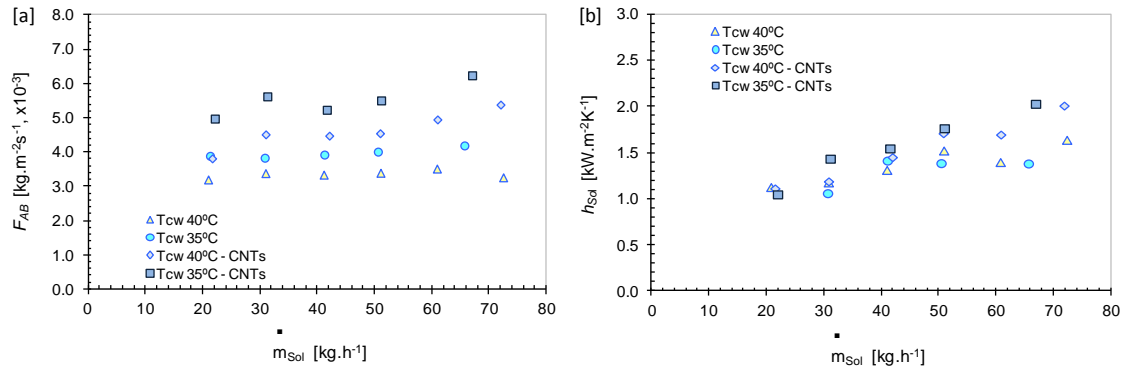 [a]
8.0
7.0
6.0
5.0
4.0
3.0
2.0
1.0
0.0
F_AB [kg.m⁻²s⁻¹, x10⁻³]
Tcw 40ºC
Tcw 35ºC
Tcw 40ºC - CNTs
Tcw 35ºC - CNTs
0 10 20 30 40 50 60 70 80
ṁ_Sol [kg.h⁻¹]
[b]
3.0
2.5
2.0
1.5
1.0
0.5
0.0
h_Sol [kW.m⁻²K⁻¹]
Tcw 40ºC
Tcw 35ºC
Tcw 40ºC - CNTs
Tcw 35ºC - CNTs
0 10 20 30 40 50 60 70 80
ṁ_Sol [kg.h⁻¹]